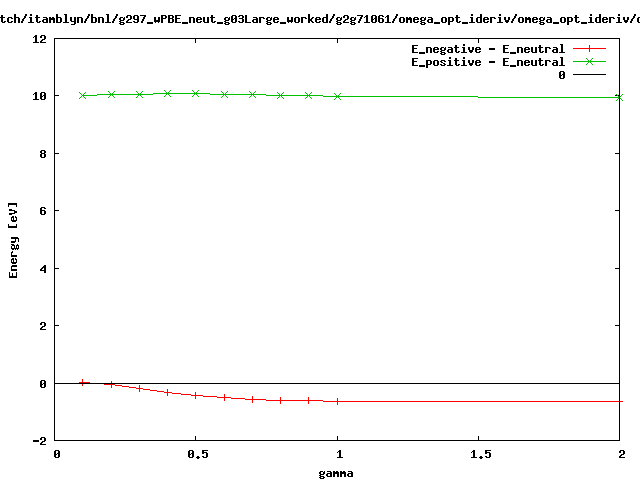 tch/itamblyn/bnl/g297_wPBE_neut_g03Large_worked/g2g71061/omega_opt_ideriv/omega_opt_ideriv/
E_negative - E_neutral
E_positive - E_neutral
0
12
10
8
6
4
2
0
-2
Energy [eV]
0
0.5
1
1.5
2
gamma